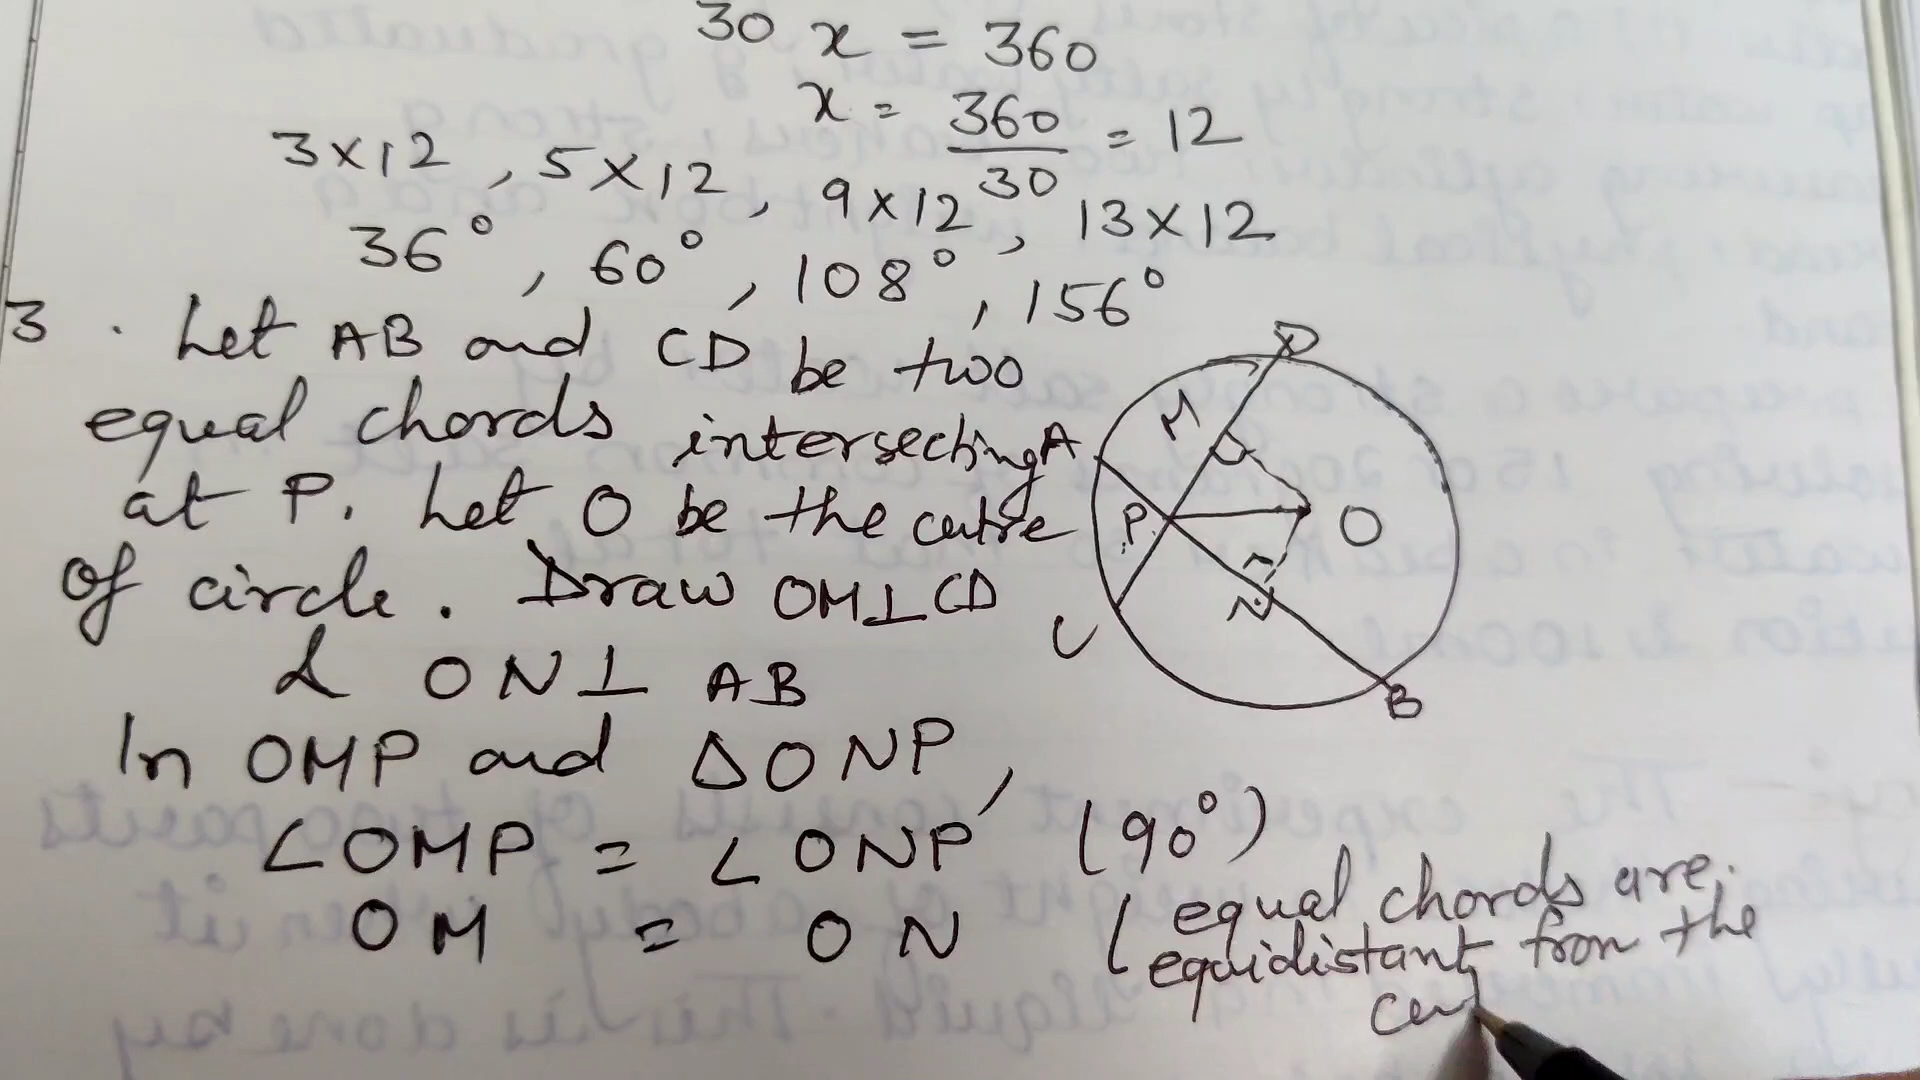 30 x = 360
x = 360/30 = 12
3×12 , 5×12 , 9×12 , 13×12
36° , 60° , 108° , 156°
3 . Let AB and CD be two
equal chords intersecting
at P. Let O be the centre
of circle. Draw OM⊥CD
& ON⊥ AB
In OMP and ΔONP,
∠OMP = ∠ONP (90°)
OM = ON (equal chords are
equidistant from the
cen
D
M
A
P
O
N
C
B